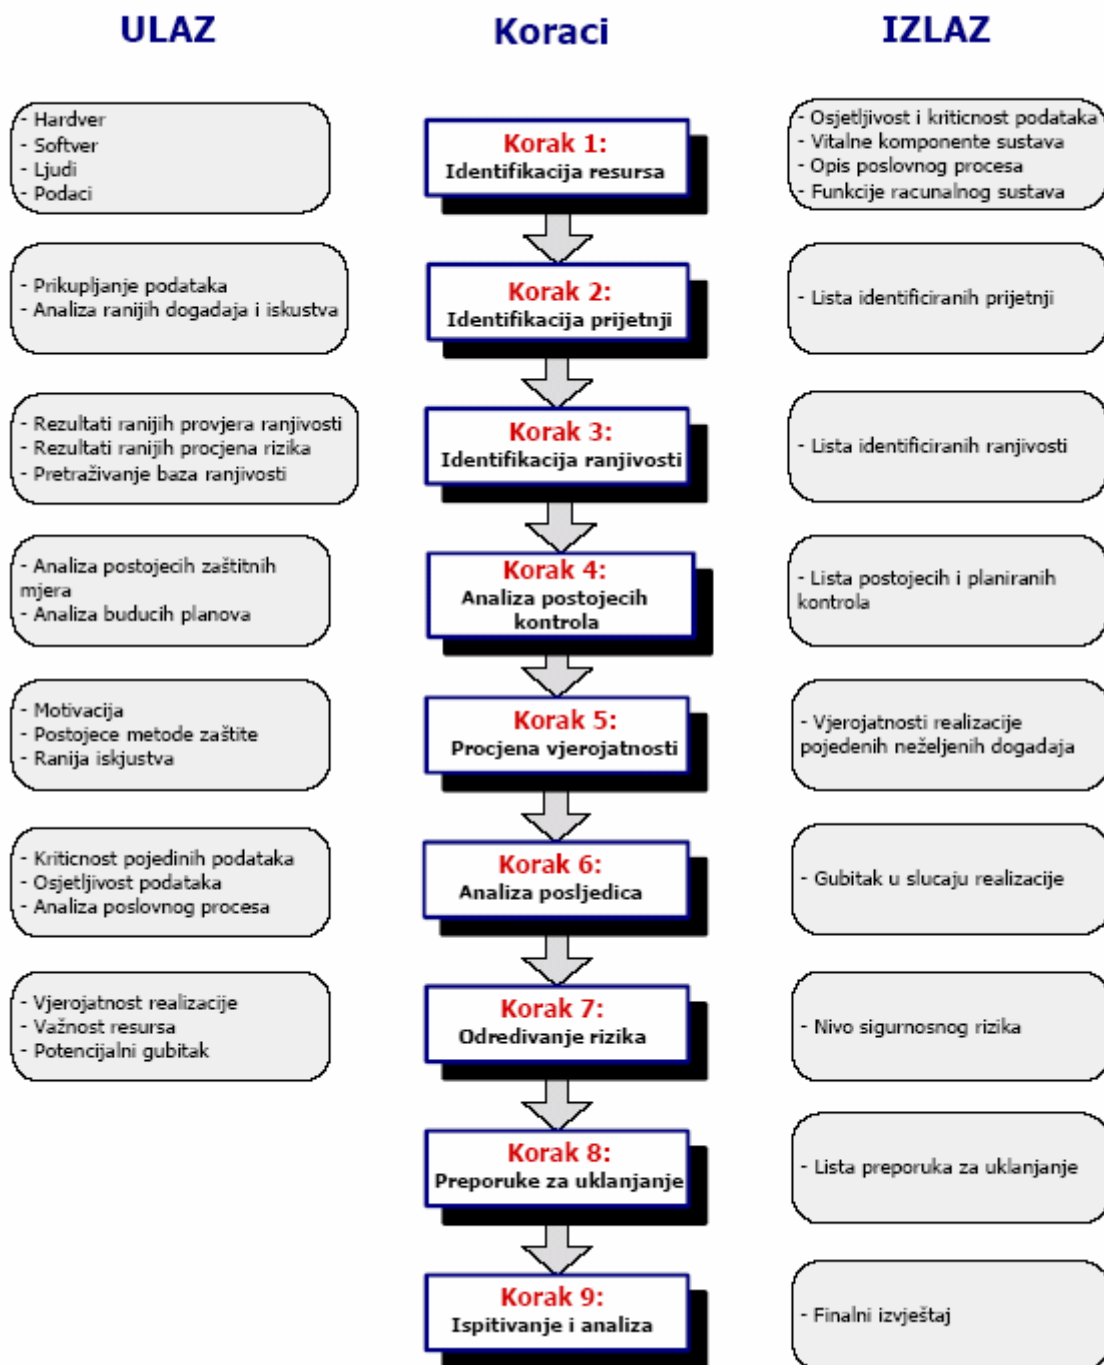 ULAZ
Koraci
IZLAZ
- Hardver
- Softver
- Ljudi
- Podaci
Korak 1:
Identifikacija resursa
- Osjetljivost i kriticnost podataka
- Vitalne komponente sustava
- Opis poslovnog procesa
- Funkcije racunalnog sustava
- Prikupljanje podataka
- Analiza ranijih dogadaja i iskustva
Korak 2:
Identifikacija prijetnji
- Lista identificiranih prijetnji
- Rezultati ranijih provjera ranjivosti
- Rezultati ranijih procjena rizika
- Pretraživanje baza ranjivosti
Korak 3:
Identifikacija ranjivosti
- Lista identificiranih ranjivosti
- Analiza postojecih zaštitnih
mjera
- Analiza buducih planova
Korak 4:
Analiza postojecih
kontrola
- Lista postojecih i planiranih
kontrola
- Motivacija
- Postojece metode zaštite
- Ranija iskjustva
Korak 5:
Procjena vjerojatnosti
- Vjerojatnosti realizacije
pojedenih neželjenih dogadaja
- Kriticnost pojedinih podataka
- Osjetljivost podataka
- Analiza poslovnog procesa
Korak 6:
Analiza posljedica
- Gubitak u slucaju realizacije
- Vjerojatnost realizacije
- Važnost resursa
- Potencijalni gubitak
Korak 7:
Odredivanje rizika
- Nivo sigurnosnog rizika
Korak 8:
Preporuke za uklanjanje
- Lista preporuka za uklanjanje
Korak 9:
Ispitivanje i analiza
- Finalni izvještaj